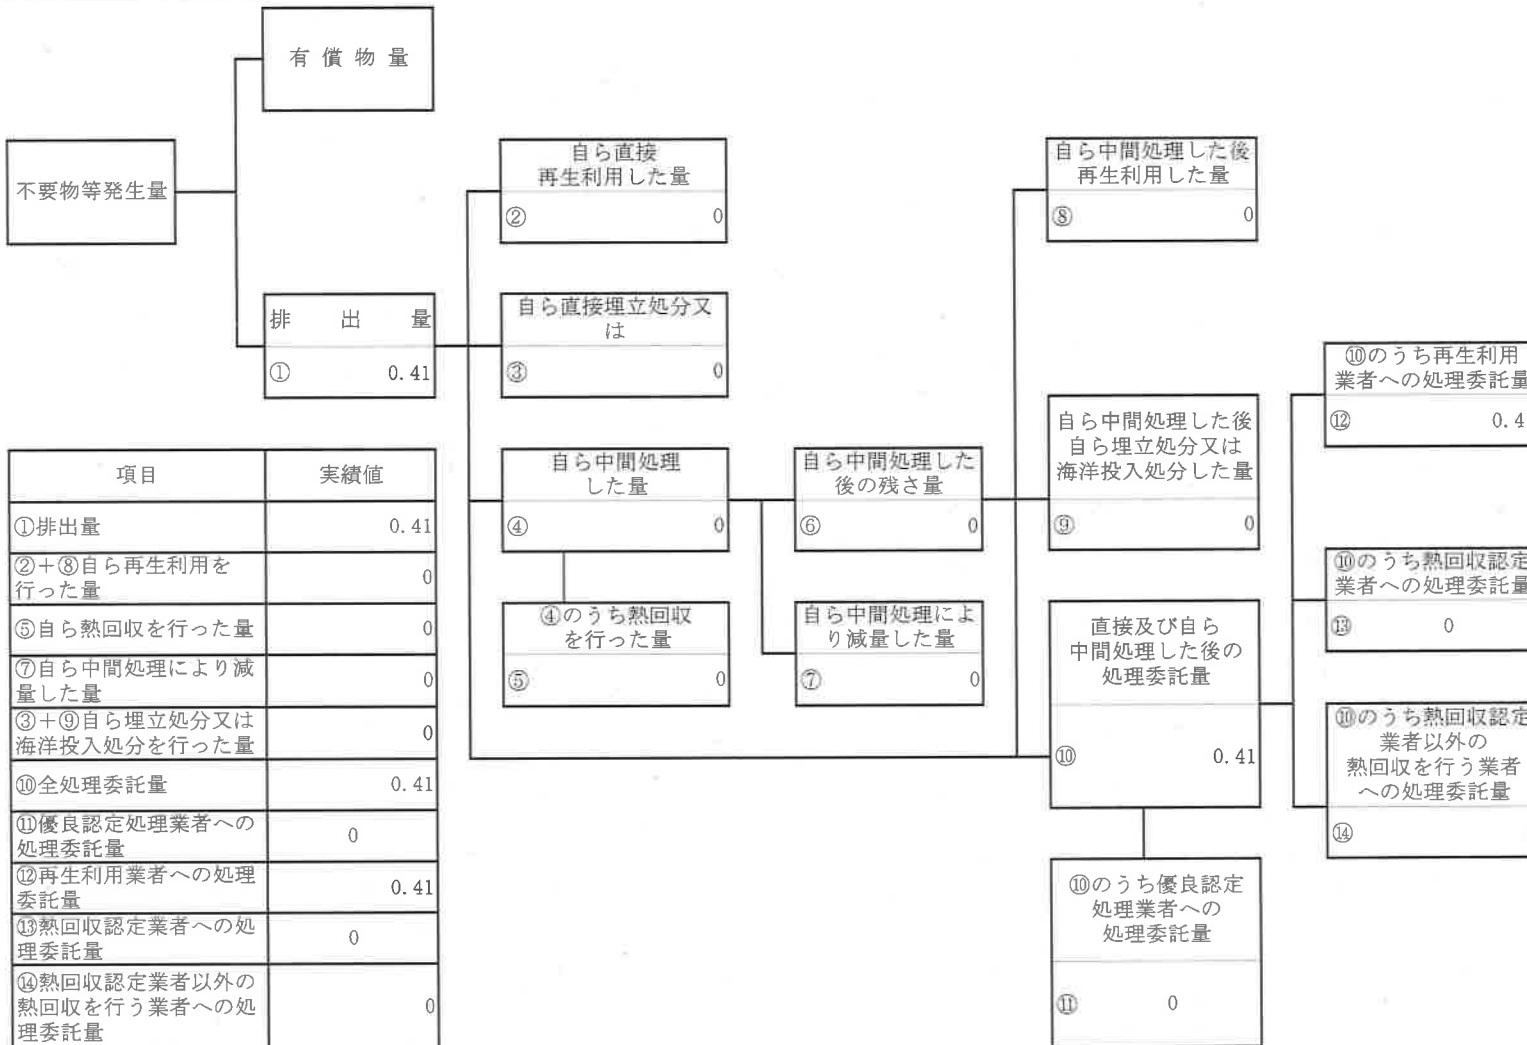 有償物量
不要物等発生量
排出量
① 0.41
自ら直接
再生利用した量
② 0
自ら直接埋立処分又
は
③ 0
自ら中間処理
した量
④ 0
④のうち熱回収
を行った量
⑤ 0
自ら中間処理した
後の残さ量
⑥ 0
自ら中間処理によ
り減量した量
⑦ 0
自ら中間処理した後
再生利用した量
⑧ 0
自ら中間処理した後
自ら埋立処分又は
海洋投入処分した量
⑨ 0
直接及び自ら
中間処理した後の
処理委託量
⑩ 0.41
⑩のうち優良認定
処理業者への
処理委託量
⑪ 0
⑩のうち再生利用
業者への処理委託量
⑫ 0.4
⑩のうち熱回収認定
業者への処理委託量
⑬ 0
⑩のうち熱回収認定
業者以外の
熱回収を行う業者
への処理委託量
⑭
項目 実績値
①排出量 0.41
②+⑧自ら再生利用を
行った量 0
⑤自ら熱回収を行った量 0
⑦自ら中間処理により減
量した量 0
③+⑨自ら埋立処分又は
海洋投入処分を行った量 0
⑩全処理委託量 0.41
⑪優良認定処理業者への
処理委託量 0
⑫再生利用業者への処理
委託量 0.41
⑬熱回収認定業者への処
理委託量 0
⑭熱回収認定業者以外の
熱回収を行う業者への処
理委託量 0